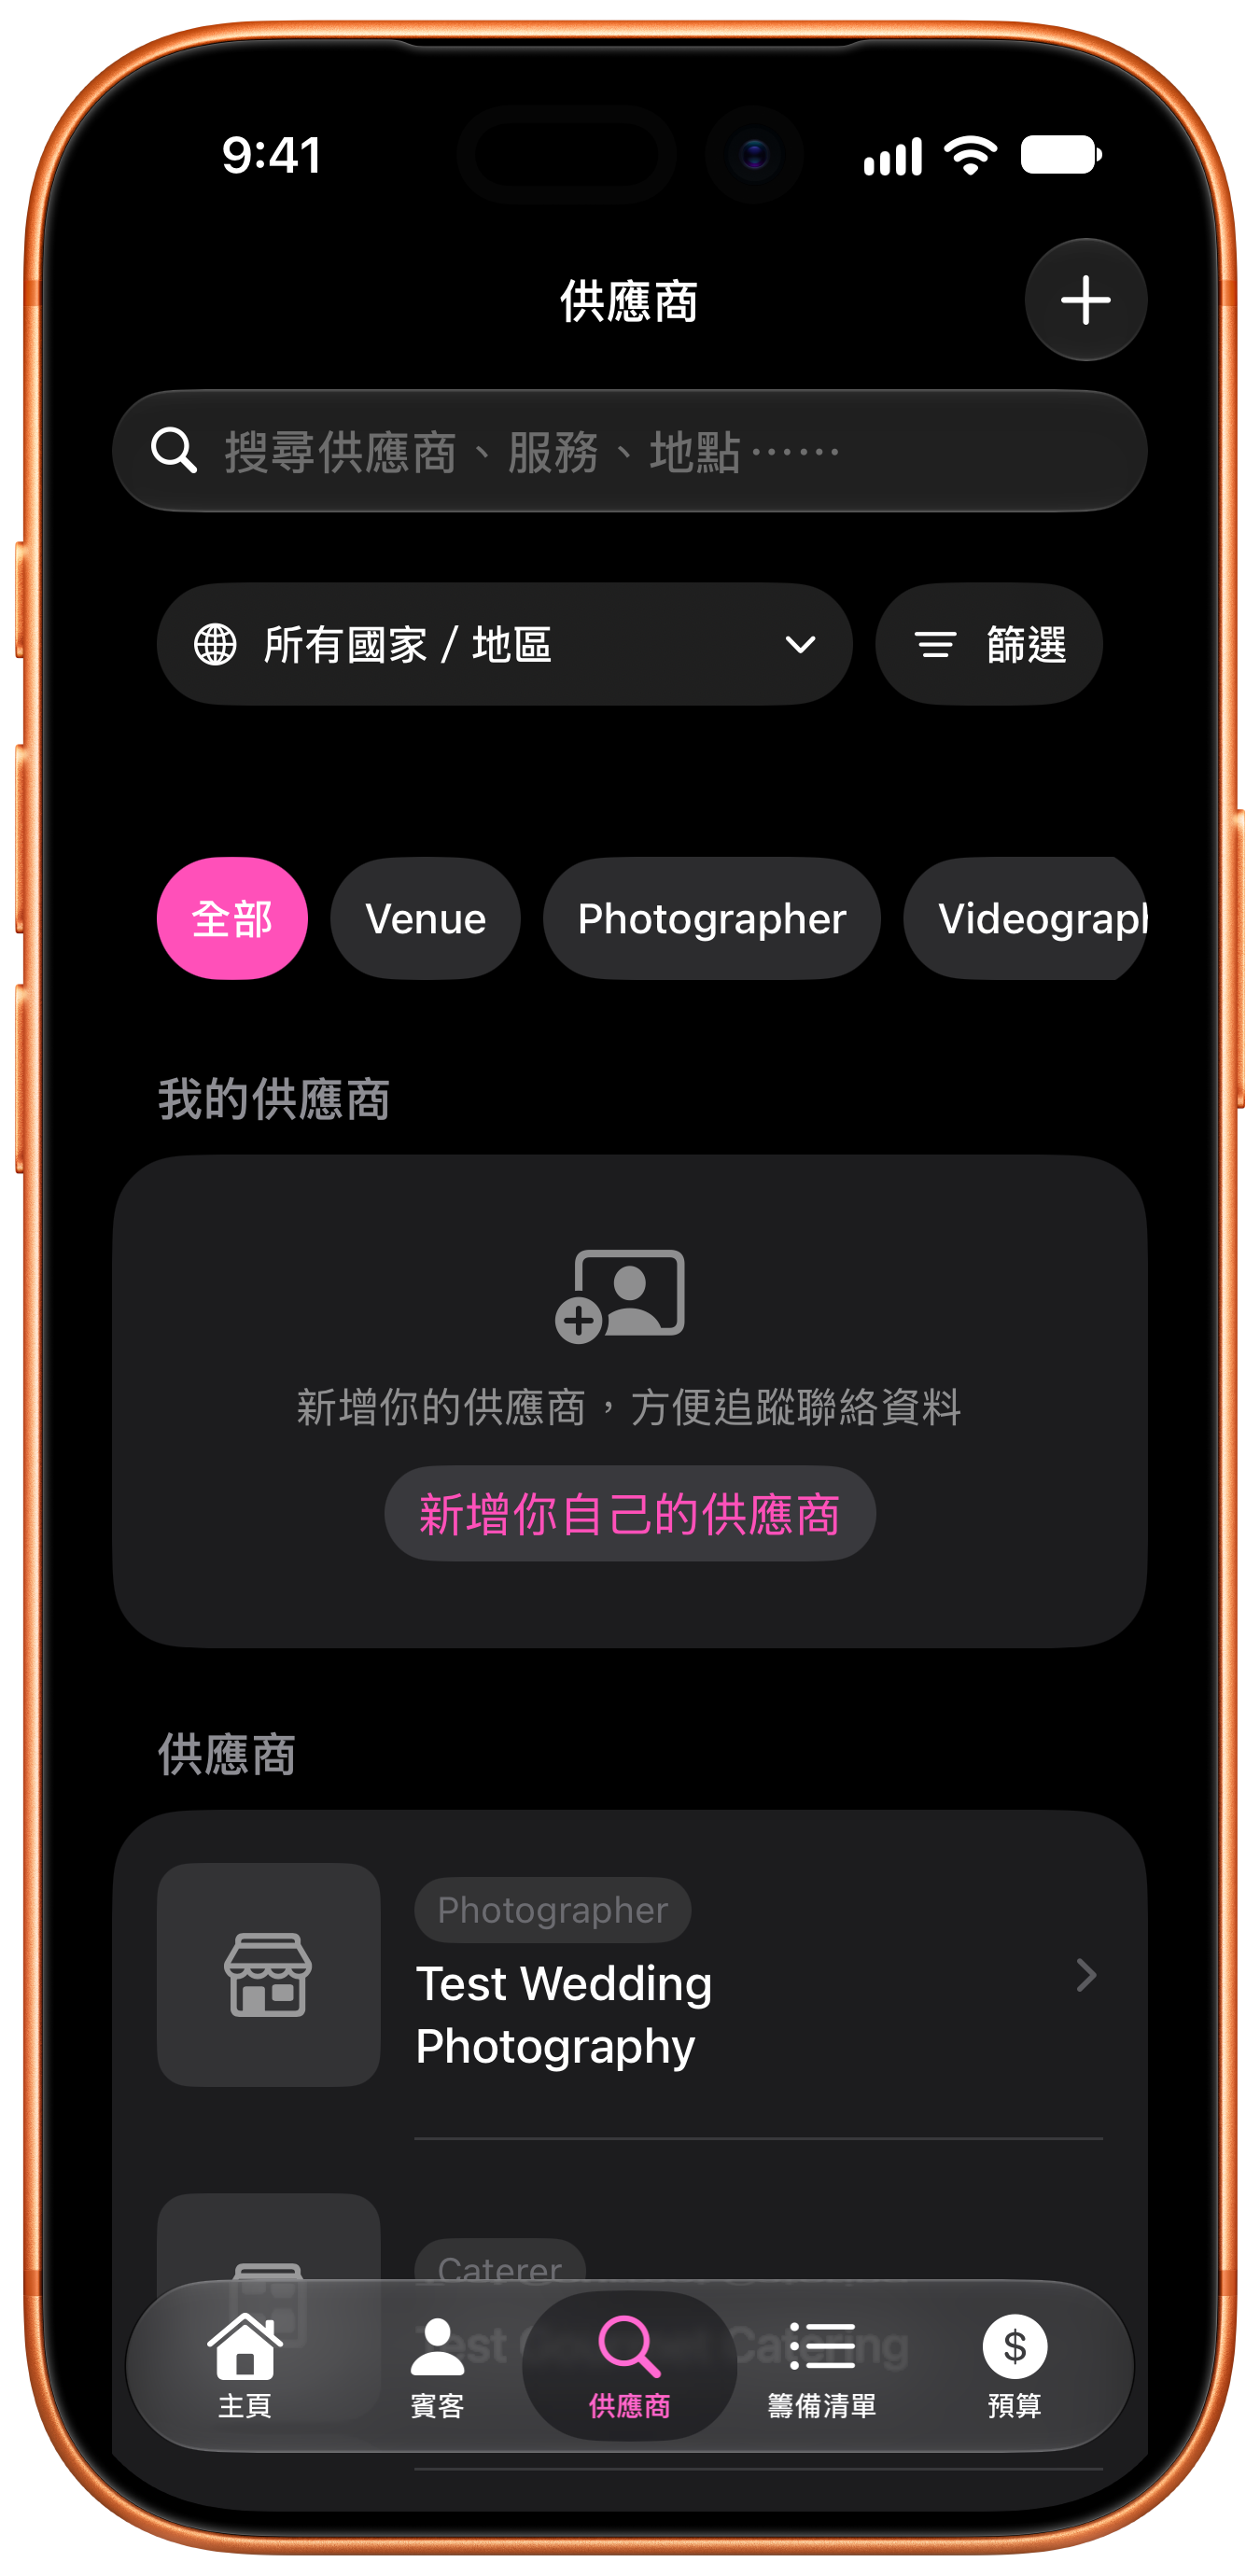 9:41
供應商
搜尋供應商、服務、地點⋯⋯
所有國家 / 地區
篩選
全部
Venue
Photographer
Videograph
我的供應商
新增你的供應商，方便追蹤聯絡資料
新增你自己的供應商
供應商
Photographer
Test Wedding
Photography
Caterer
Test
Catering
主頁
賓客
供應商
籌備清單
預算